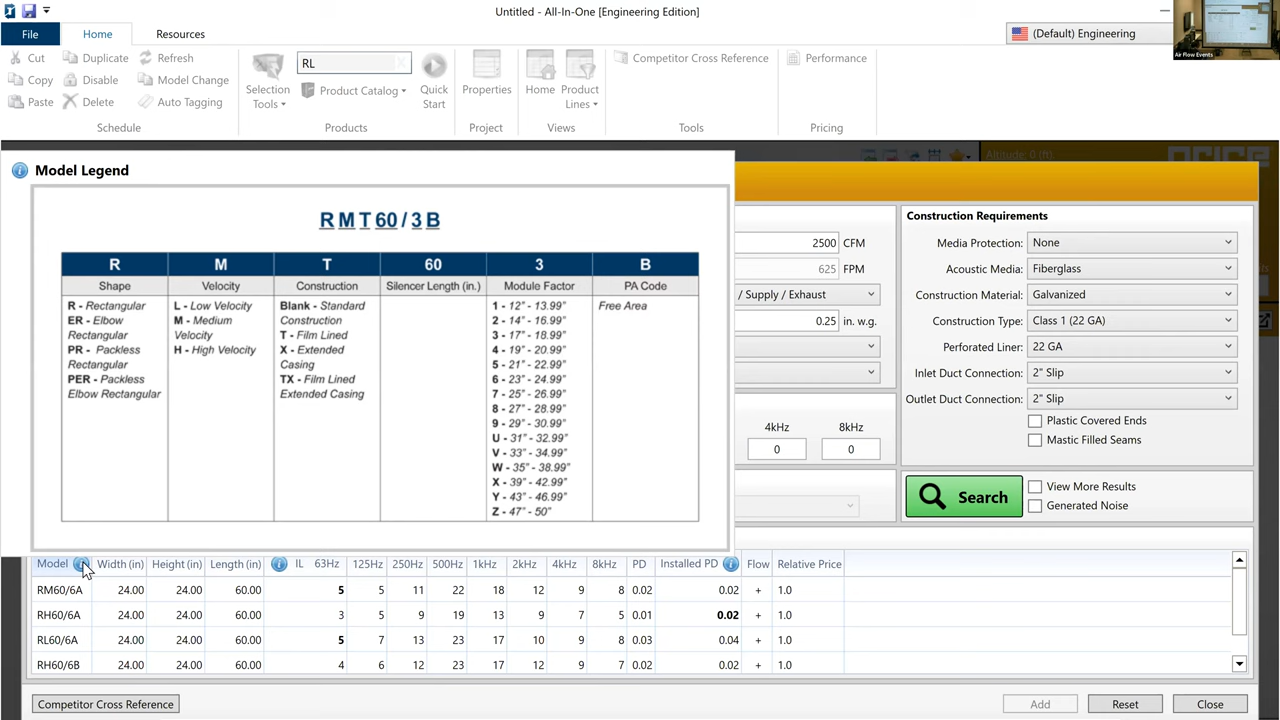 Untitled - All-In-One [Engineering Edition]
File Home Resources
(Default) Engineering
Air Flow Events
Cut Duplicate Refresh
Copy Disable Model Change
Paste Delete Auto Tagging
Schedule
Selection Tools
RL
Product Catalog
Quick Start
Products
Properties
Project
Home
Product Lines
Views
Competitor Cross Reference
Tools
Performance
Pricing
Altitude: 0 (ft)
price
Model Legend
RMT60/3B
R M T 60 3 B
Shape Velocity Construction Silencer Length (in.) Module Factor PA Code
R - Rectangular
ER - Elbow
Rectangular
PR - Packless
Rectangular
PER - Packless
Elbow Rectangular
L - Low Velocity
M - Medium
Velocity
H - High Velocity
Blank - Standard
Construction
T - Film Lined
X - Extended
Casing
TX - Film Lined
Extended Casing
1 - 12" - 13.99"
2 - 14" - 16.99"
3 - 17" - 18.99"
4 - 19" - 20.99"
5 - 21" - 22.99"
6 - 23" - 24.99"
7 - 25" - 26.99"
8 - 27" - 28.99"
9 - 29" - 30.99"
U - 31" - 32.99"
V - 33" - 34.99"
W - 35" - 38.99"
X - 39" - 42.99"
Y - 43" - 46.99"
Z - 47" - 50"
Free Area
2500 CFM
625 FPM
/ Supply / Exhaust
0.25 in. w.g.
4kHz 8kHz
0 0
Construction Requirements
Media Protection: None
Acoustic Media: Fiberglass
Construction Material: Galvanized
Construction Type: Class 1 (22 GA)
Perforated Liner: 22 GA
Inlet Duct Connection: 2" Slip
Outlet Duct Connection: 2" Slip
Plastic Covered Ends
Mastic Filled Seams
Search
View More Results
Generated Noise
Model Width (in) Height (in) Length (in) IL 63Hz 125Hz 250Hz 500Hz 1kHz 2kHz 4kHz 8kHz PD Installed PD Flow Relative Price
RM60/6A 24.00 24.00 60.00 5 5 11 22 18 12 9 8 0.02 0.02 + 1.0
RH60/6A 24.00 24.00 60.00 3 5 9 19 13 9 7 5 0.01 0.02 + 1.0
RL60/6A 24.00 24.00 60.00 5 7 13 23 17 10 9 8 0.03 0.04 + 1.0
RH60/6B 24.00 24.00 60.00 4 6 12 23 17 12 9 7 0.02 0.02 + 1.0
Competitor Cross Reference
Add Reset Close